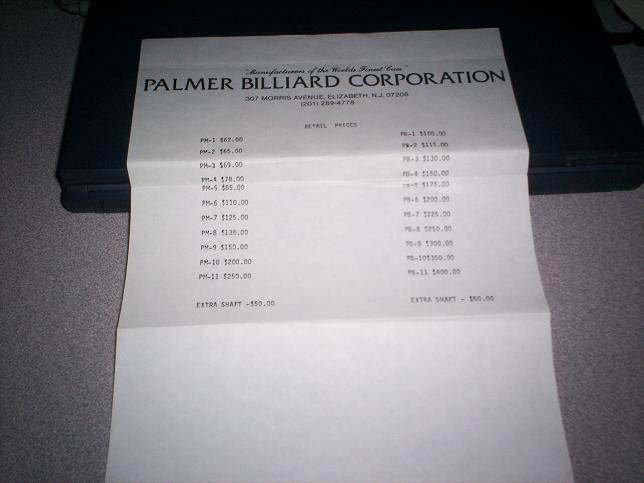 "Manufacturers of the Worlds Finest Cues"
PALMER BILLIARD CORPORATION
307 MORRIS AVENUE, ELIZABETH, N.J. 07208
(201) 289-4778
RETAIL PRICES
PM-1 $62.00 PB-1 $100.00
PM-2 $65.00 PB-2 $115.00
PM-3 $69.00 PB-3 $130.00
PM-4 $78.00 PB-4 $150.00
PM-5 $85.00 PB-5 $175.00
PM-6 $110.00 PB-6 $200.00
PM-7 $125.00 PB-7 $225.00
PM-8 $130.00 PB-8 $250.00
PM-9 $150.00 PB-9 $300.00
PM-10 $200.00 PB-10$350.00
PM-11 $250.00 PB-11 $400.00
EXTRA SHAFT -$50.00 EXTRA SHAFT - $50.00